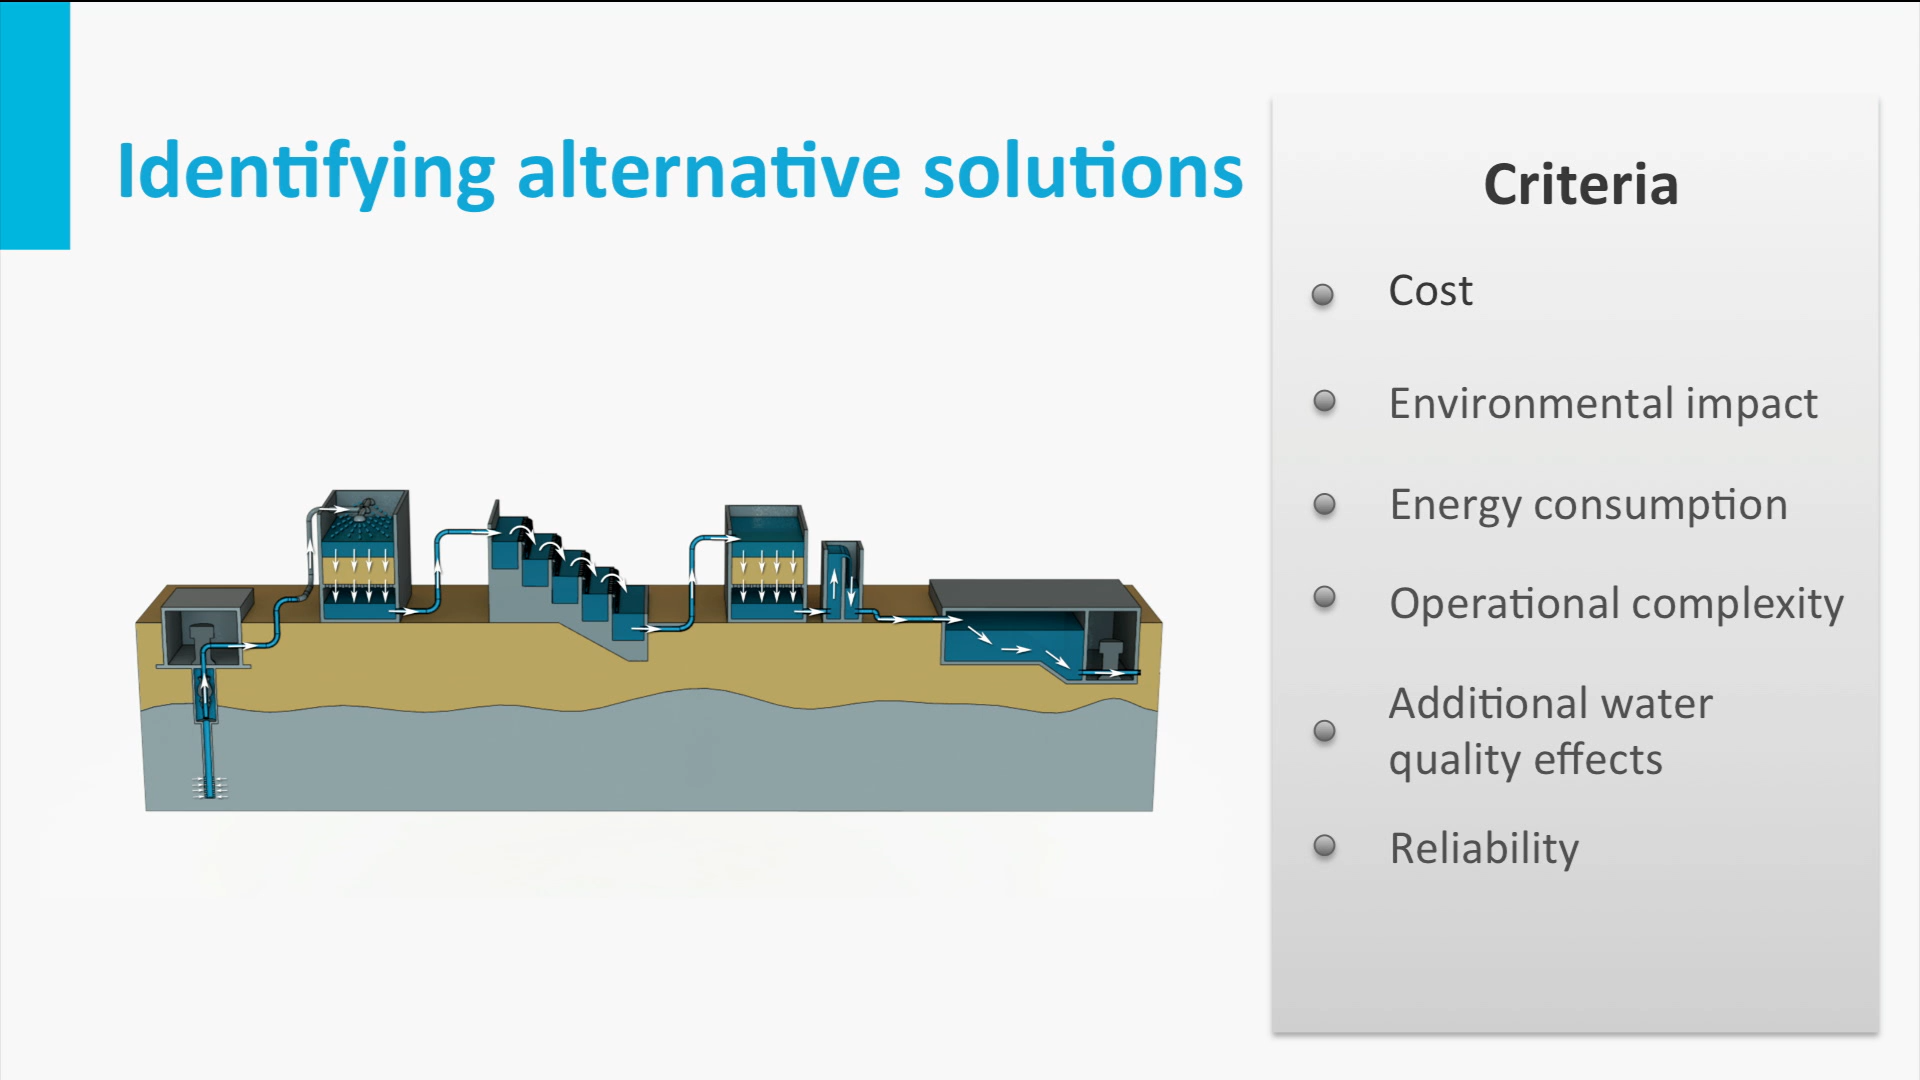 Identifying alternative solutions
Criteria
Cost
Environmental impact
Energy consumption
Operational complexity
Additional water
quality effects
Reliability